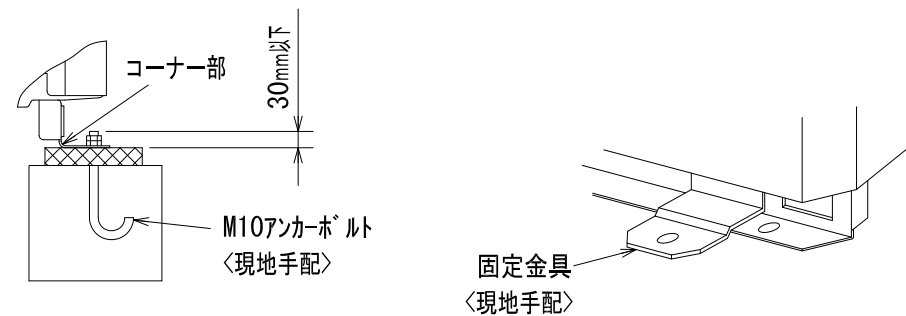 コーナー部
30mm以下
M10アンカーボルト
〈現地手配〉
固定金具
〈現地手配〉